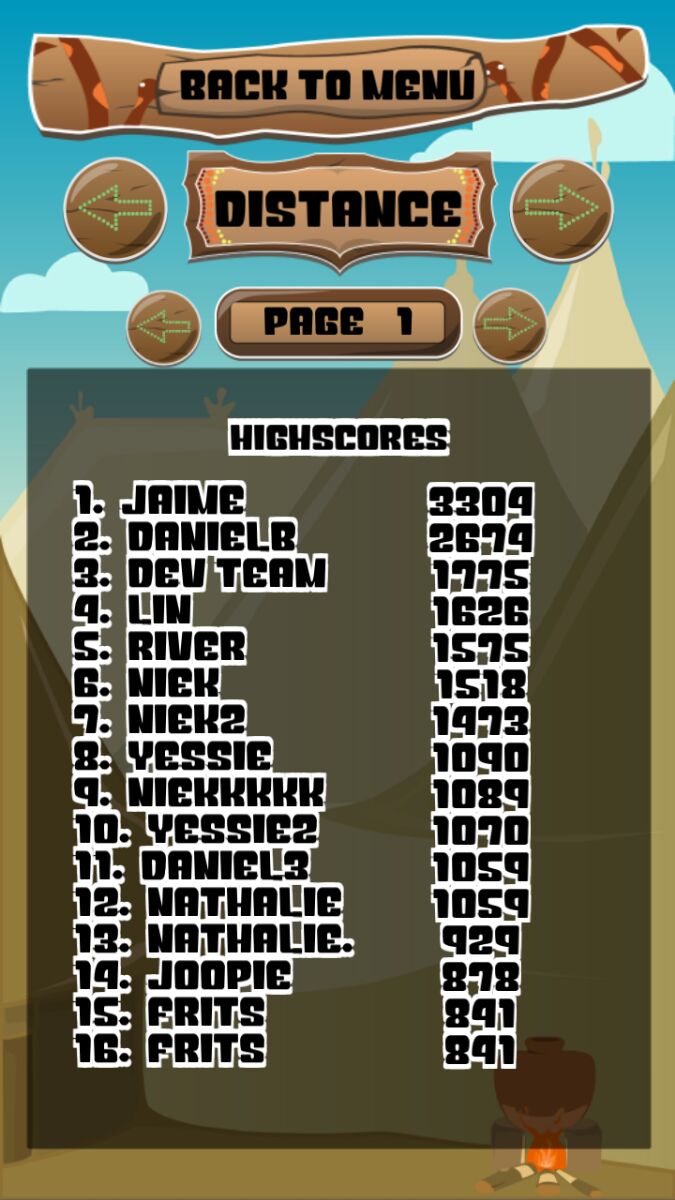 BACK TO MENU
DISTANCE
PAGE 1
HIGHSCORES
1. JAIME 3304
2. DANIELB 2674
3. DEV TEAM 1775
4. LIN 1626
5. RIVER 1575
6. NIEK 1518
7. NIEK2 1473
8. YESSIE 1090
9. NIEKKKKK 1089
10. YESSIE2 1070
11. DANIEL3 1059
12. NATHALIE 1059
13. NATHALIE. 929
14. JOOPIE 878
15. FRITS 841
16. FRITS 841